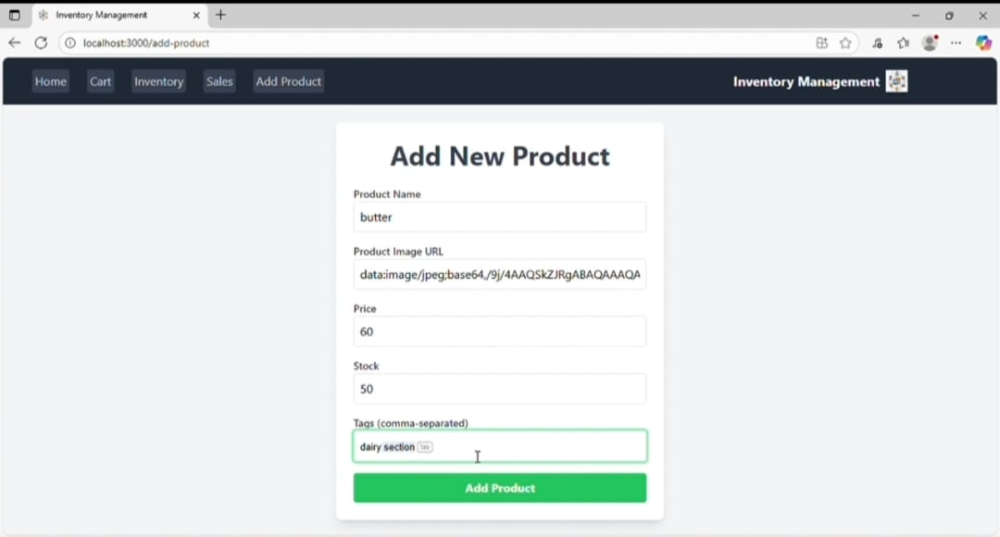 Inventory Management
localhost:3000/add-product
Home Cart Inventory Sales Add Product Inventory Management
Add New Product
Product Name
butter
Product Image URL
data:image/jpeg;base64,/9j/4AAQSkZJRgABAQAAAQA
Price
60
Stock
50
Tags (comma-separated)
dairy section Tab
Add Product